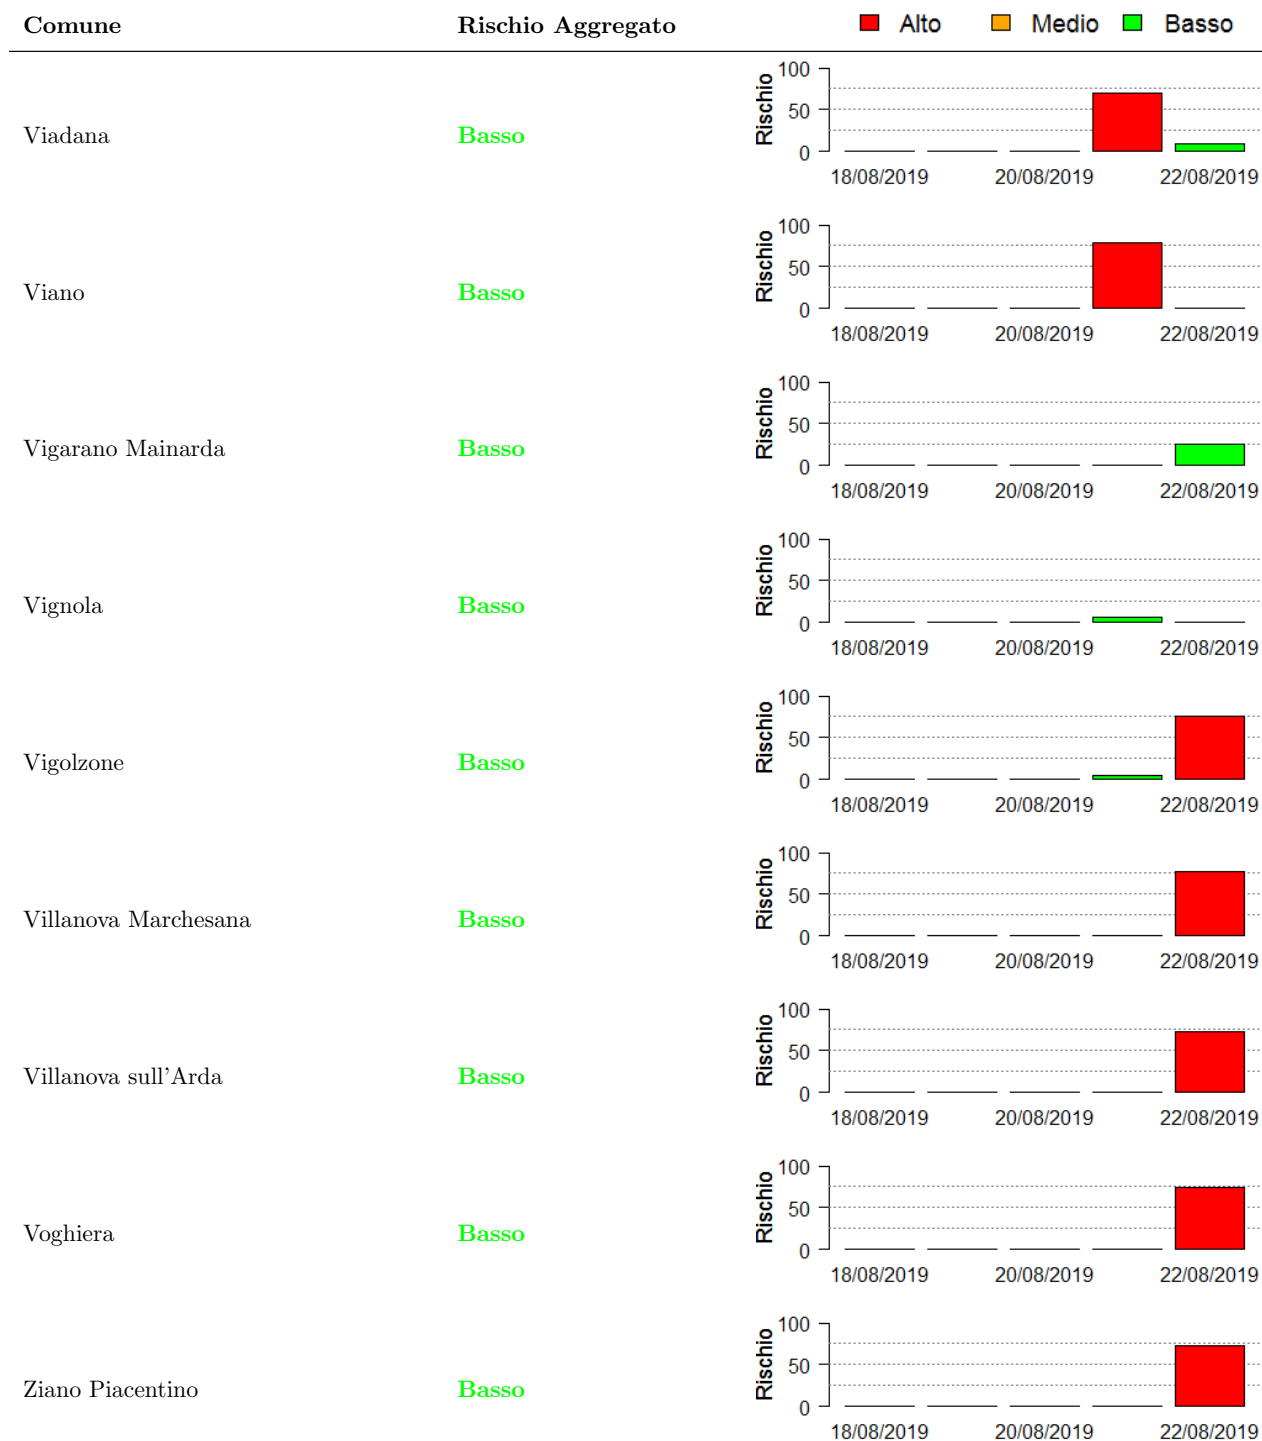 Comune Rischio Aggregato Alto Medio Basso
Viadana Basso Rischio 100 50 0
18/08/2019 20/08/2019 22/08/2019
Viano Basso Rischio 100 50 0
18/08/2019 20/08/2019 22/08/2019
Vigarano Mainarda Basso Rischio 100 50 0
18/08/2019 20/08/2019 22/08/2019
Vignola Basso Rischio 100 50 0
18/08/2019 20/08/2019 22/08/2019
Vigolzone Basso Rischio 100 50 0
18/08/2019 20/08/2019 22/08/2019
Villanova Marchesana Basso Rischio 100 50 0
18/08/2019 20/08/2019 22/08/2019
Villanova sull'Arda Basso Rischio 100 50 0
18/08/2019 20/08/2019 22/08/2019
Voghiera Basso Rischio 100 50 0
18/08/2019 20/08/2019 22/08/2019
Ziano Piacentino Basso Rischio 100 50 0
18/08/2019 20/08/2019 22/08/2019